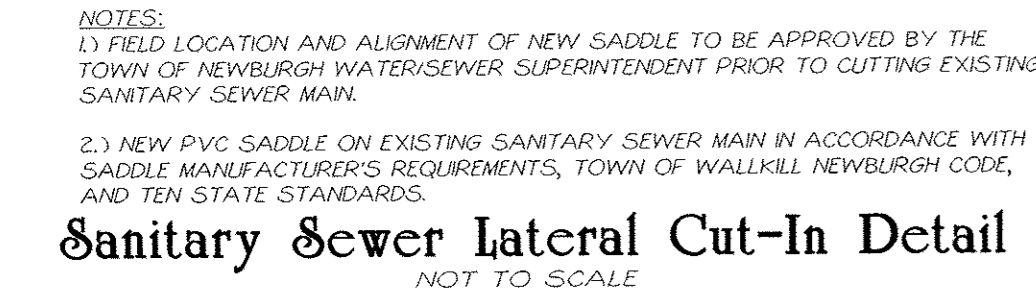 NOTES:
1.) FIELD LOCATION AND ALIGNMENT OF NEW SADDLE TO BE APPROVED BY THE
TOWN OF NEWBURGH WATER/SEWER SUPERINTENDENT PRIOR TO CUTTING EXISTING
SANITARY SEWER MAIN.
2.) NEW PVC SADDLE ON EXISTING SANITARY SEWER MAIN IN ACCORDANCE WITH
SADDLE MANUFACTURER'S REQUIREMENTS, TOWN OF WALLKILL NEWBURGH CODE,
AND TEN STATE STANDARDS.
Sanitary Sewer Lateral Cut-In Detail
NOT TO SCALE